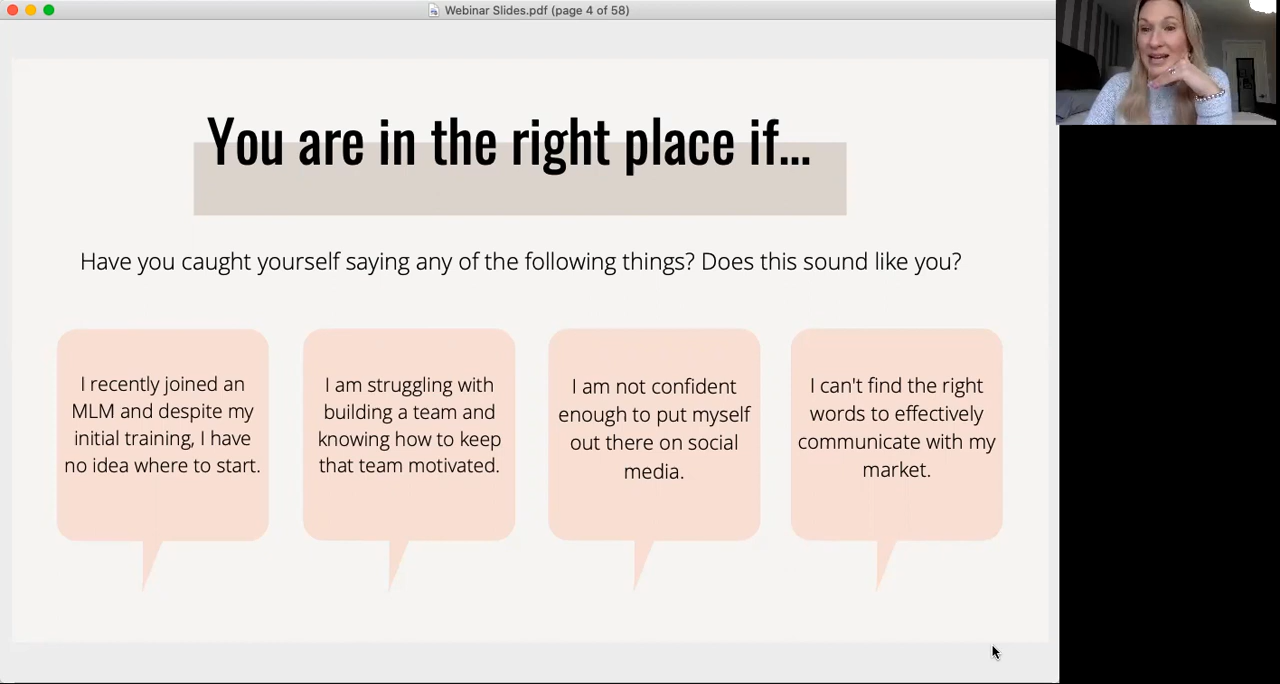 Webinar Slides.pdf (page 4 of 58)
You are in the right place if...
Have you caught yourself saying any of the following things? Does this sound like you?
I recently joined an
MLM and despite my
initial training, I have
no idea where to start.
I am struggling with
building a team and
knowing how to keep
that team motivated.
I am not confident
enough to put myself
out there on social
media.
I can't find the right
words to effectively
communicate with my
market.